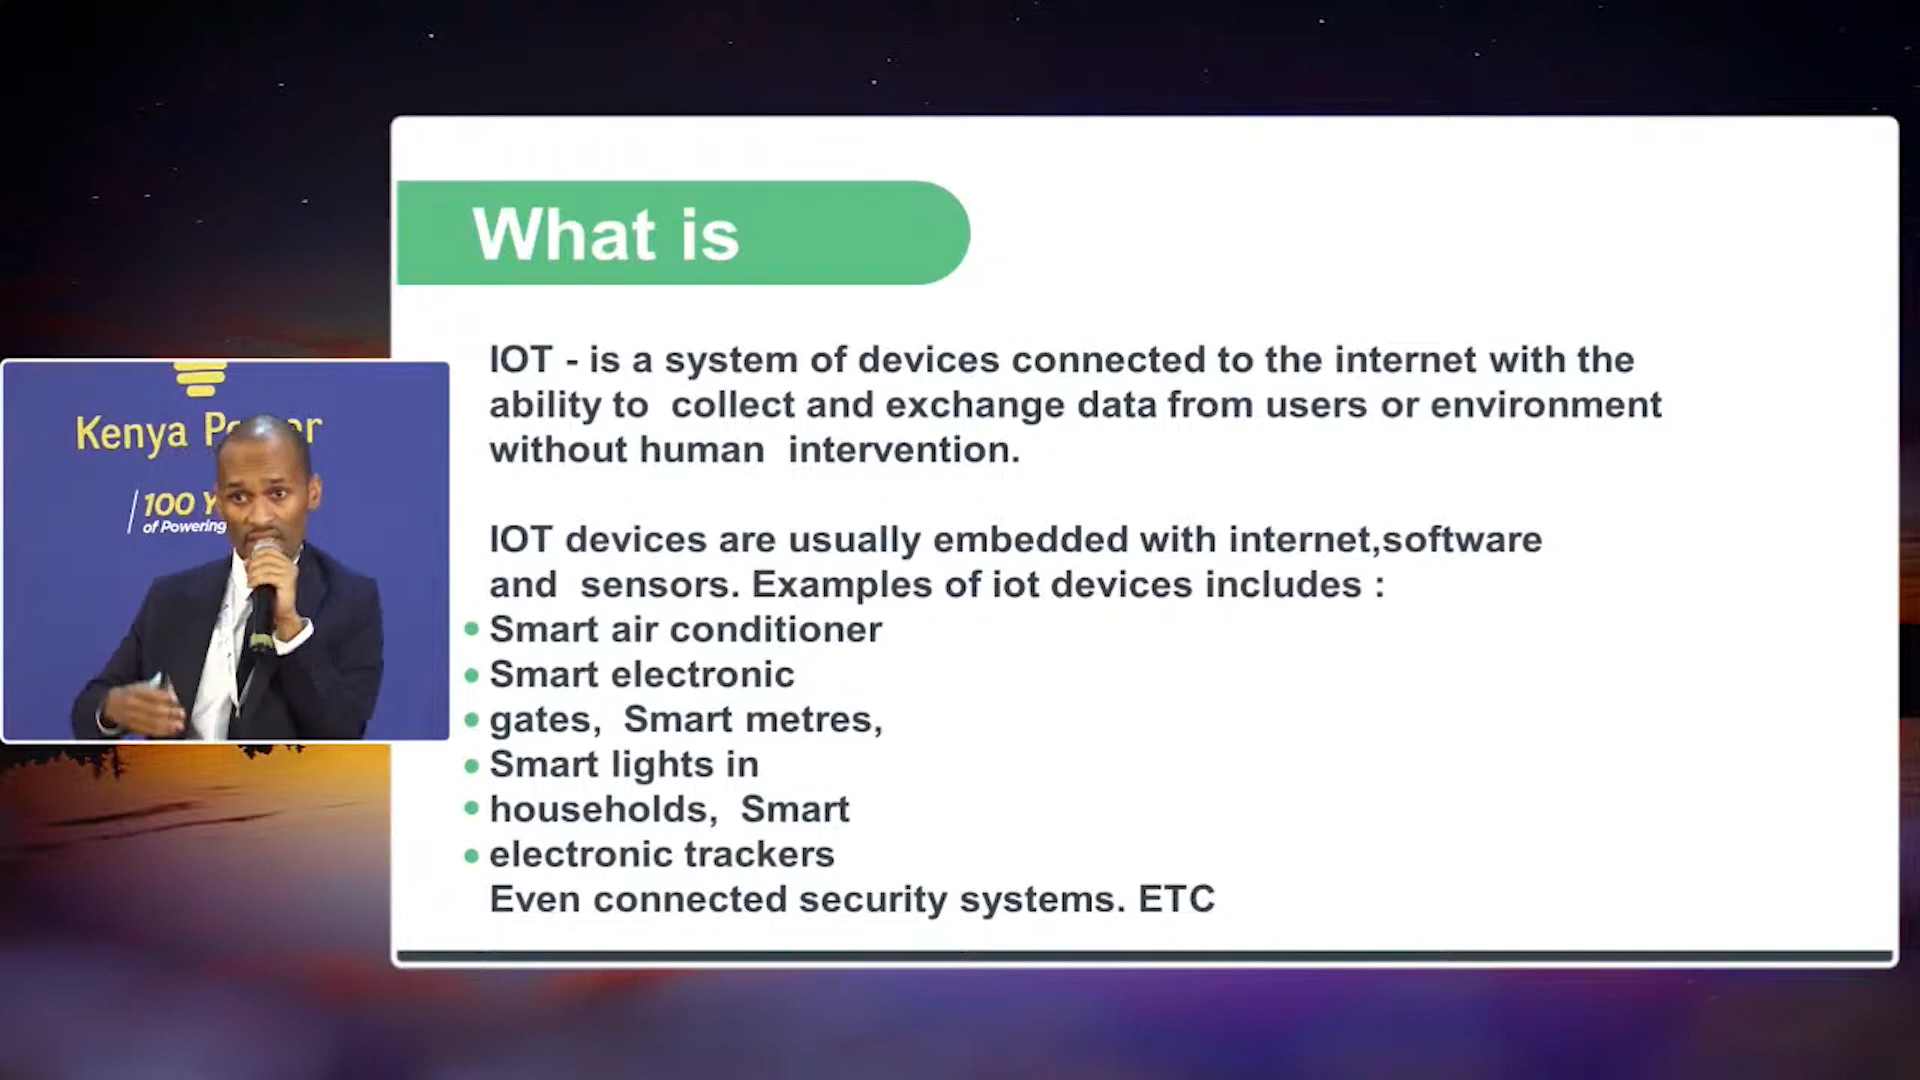 What is
IOT - is a system of devices connected to the internet with the
ability to collect and exchange data from users or environment
without human intervention.
IOT devices are usually embedded with internet,software
and sensors. Examples of iot devices includes :
Smart air conditioner
Smart electronic
gates, Smart metres,
Smart lights in
households, Smart
electronic trackers
Even connected security systems. ETC
Kenya
100
of Powering